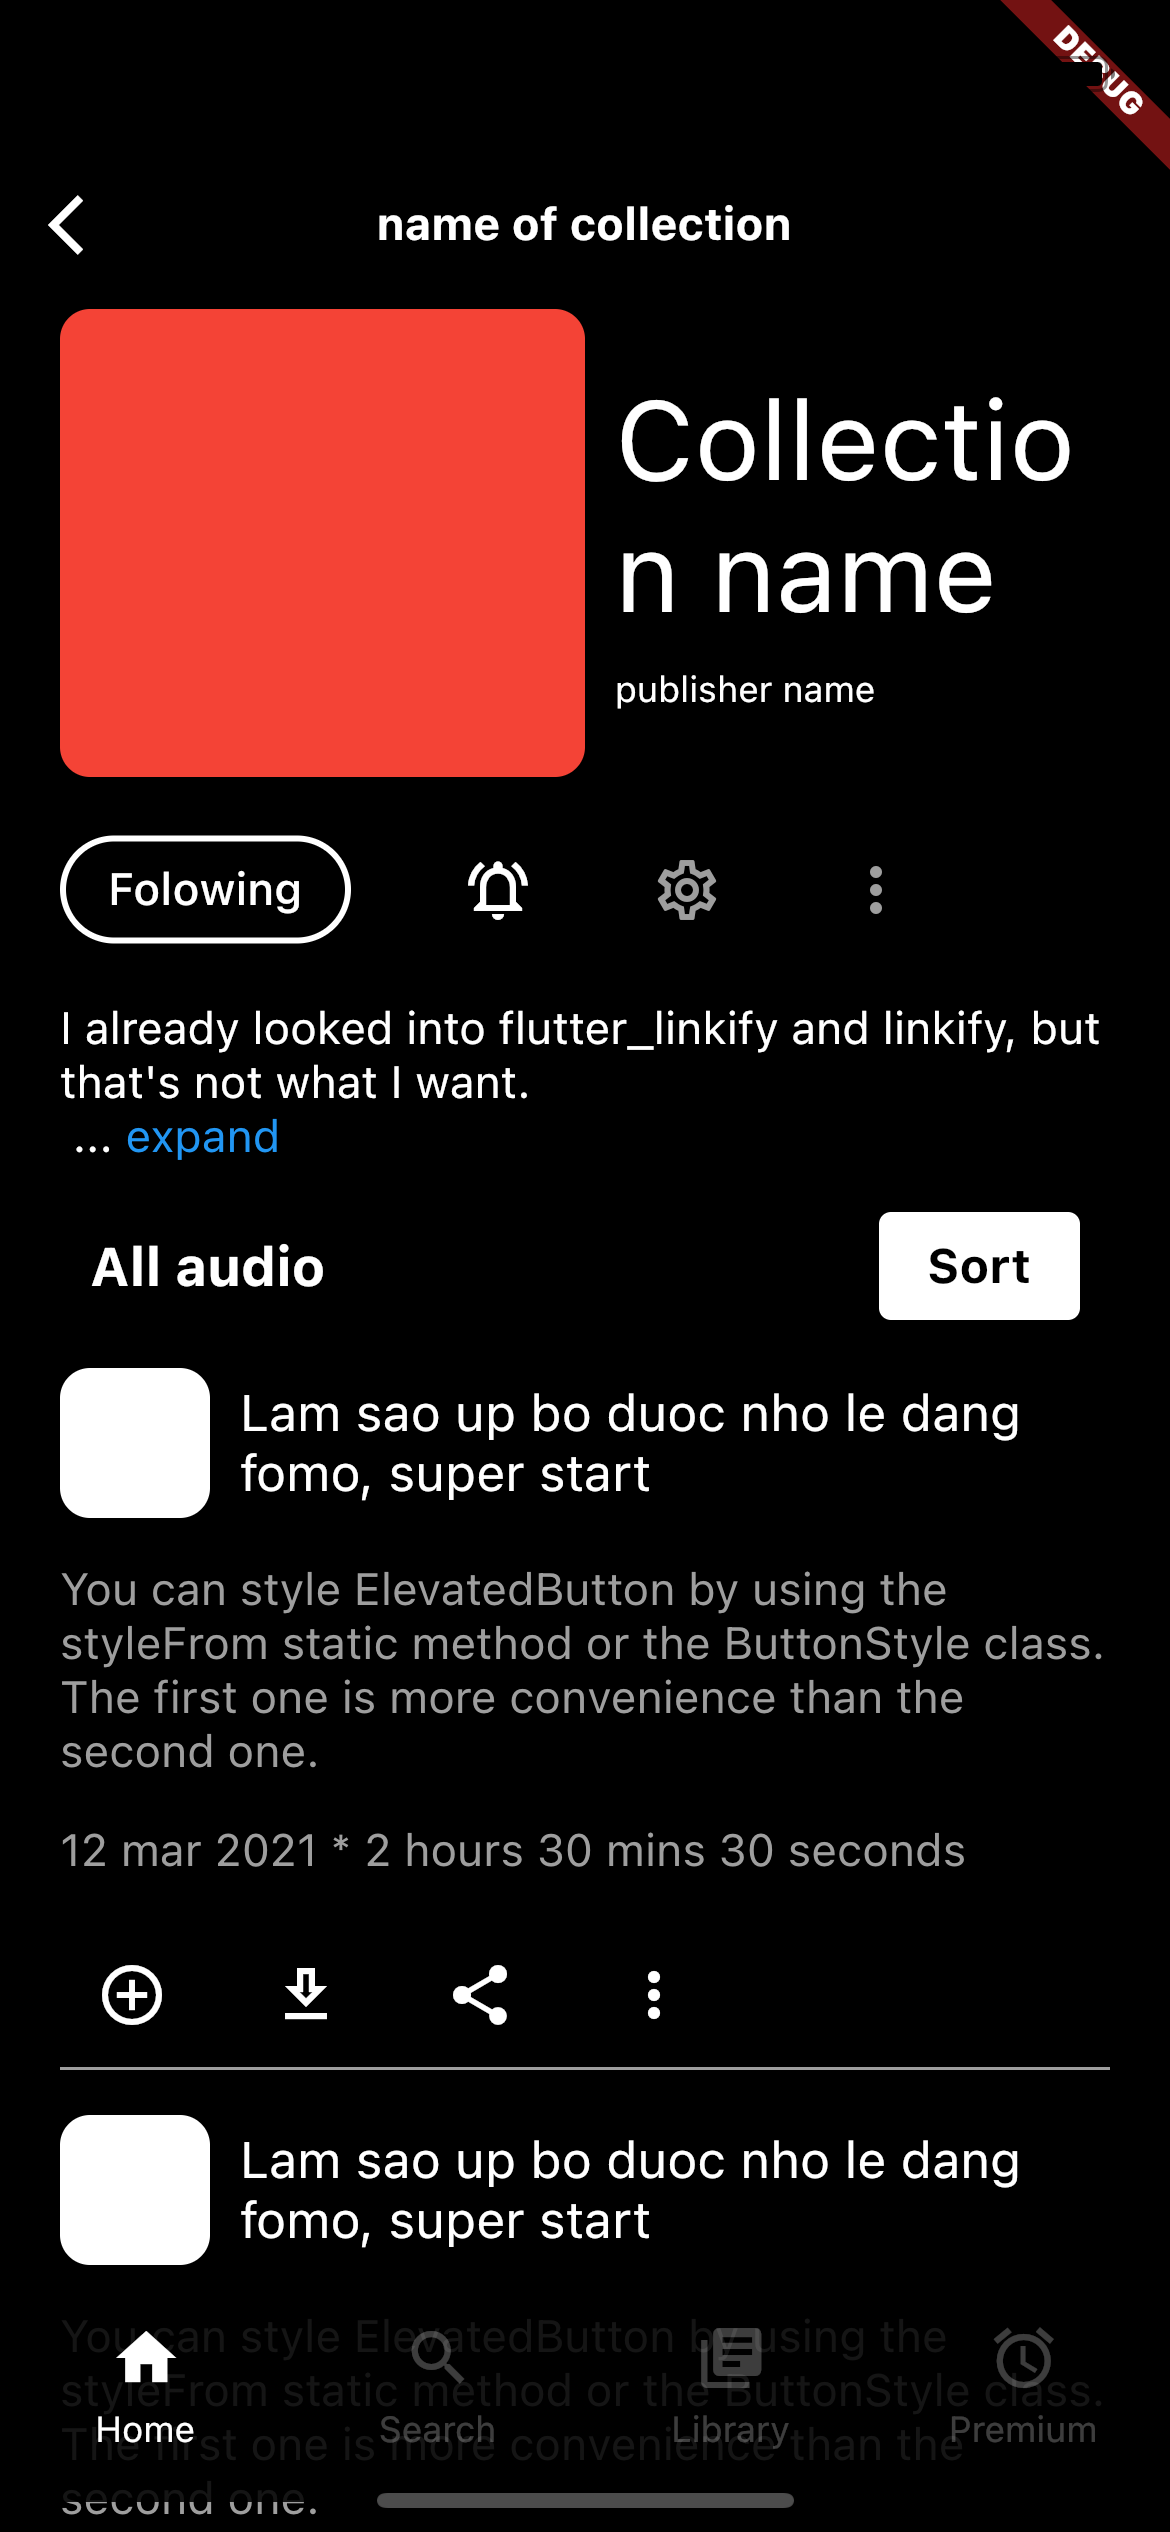 DEBUG
name of collection
Collectio
n name
publisher name
Folowing
I already looked into flutter_linkify and linkify, but
that's not what I want.
... expand
All audio
Sort
Lam sao up bo duoc nho le dang
fomo, super start
You can style ElevatedButton by using the
styleFrom static method or the ButtonStyle class.
The first one is more convenience than the
second one.
12 mar 2021 * 2 hours 30 mins 30 seconds
Lam sao up bo duoc nho le dang
fomo, super start
You can style ElevatedButton by using the
styleFrom static method or the ButtonStyle class.
The first one is more convenience than the
second one.
Home
Search
Library
Premium